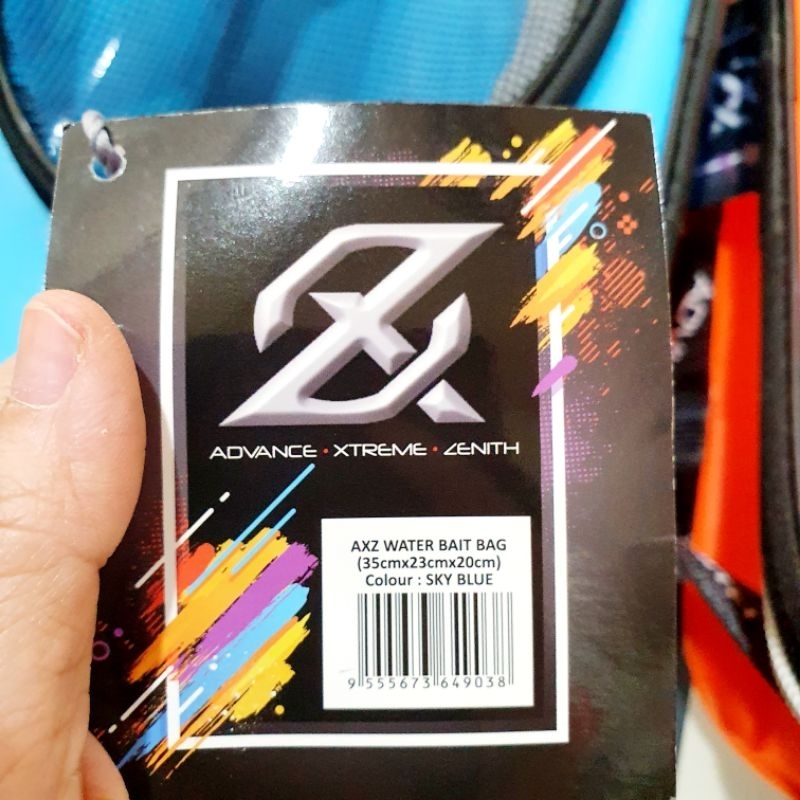 ADVANCE • XTREME • ZENITH
AXZ WATER BAIT BAG
(35cmx23cmx20cm)
Colour : SKY BLUE
9 555673 649038